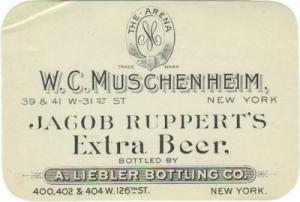 THE ARENA
TRADE MARK
W.C. MUSCHENHEIM,
39 & 41 W-31ST ST NEW YORK
JACOB RUPPERT'S
Extra Beer,
BOTTLED BY
A. LIEBLER BOTTLING CO.
400,402 & 404 W. 126TH ST. NEW YORK.